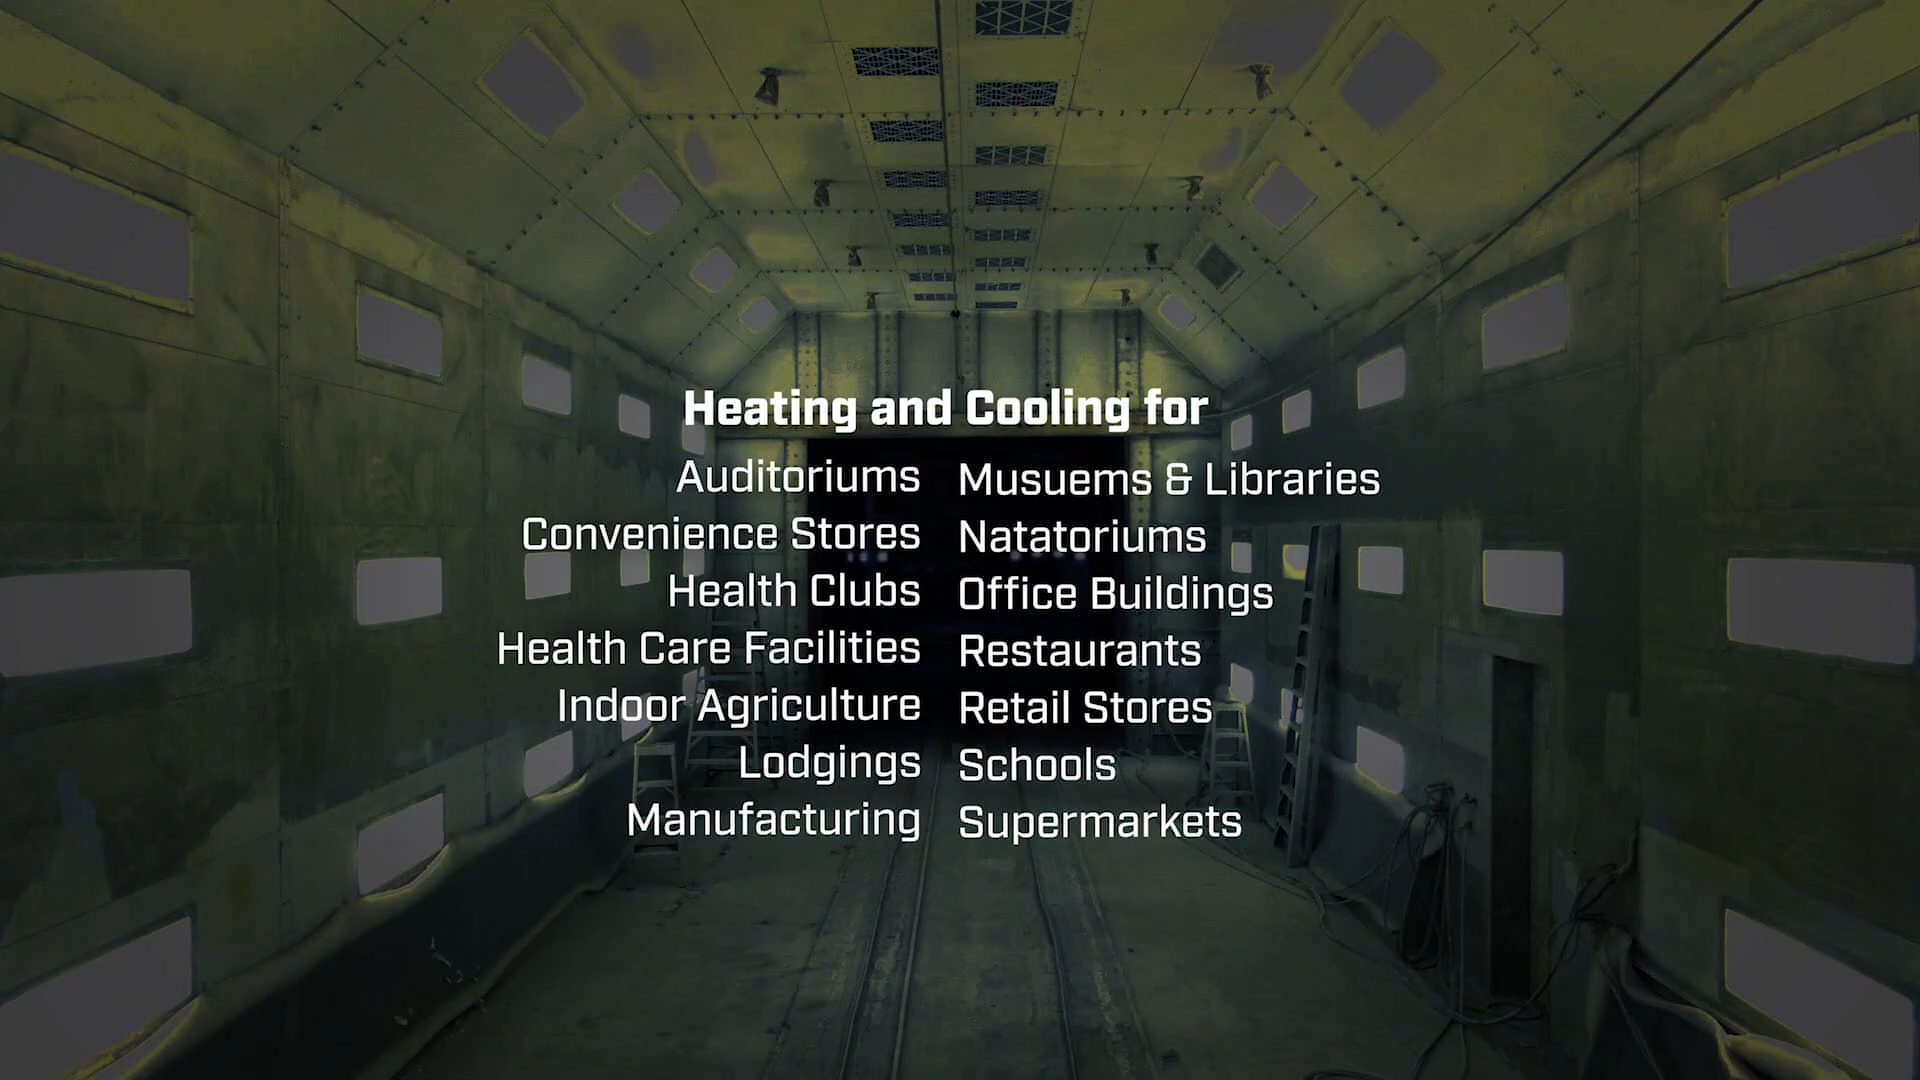 Heating and Cooling for
Auditoriums
Convenience Stores
Health Clubs
Health Care Facilities
Indoor Agriculture
Lodgings
Manufacturing
Musuems & Libraries
Natatoriums
Office Buildings
Restaurants
Retail Stores
Schools
Supermarkets